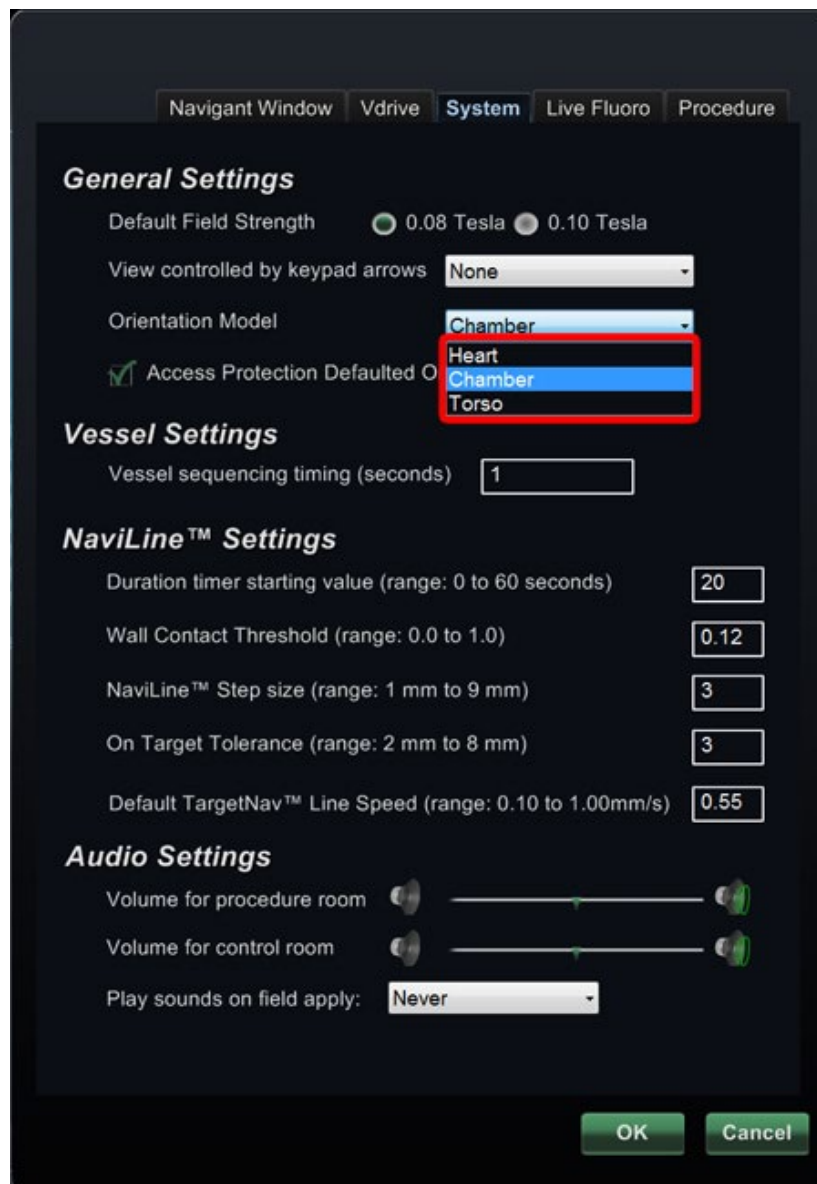 Navigant Window Vdrive System Live Fluoro Procedure
General Settings
Default Field Strength 0.08 Tesla 0.10 Tesla
View controlled by keypad arrows None
Orientation Model Chamber
Heart
Access Protection Defaulted O Chamber
Torso
Vessel Settings
Vessel sequencing timing (seconds) 1
NaviLine™ Settings
Duration timer starting value (range: 0 to 60 seconds) 20
Wall Contact Threshold (range: 0.0 to 1.0) 0.12
NaviLine™ Step size (range: 1 mm to 9 mm) 3
On Target Tolerance (range: 2 mm to 8 mm) 3
Default TargetNav™ Line Speed (range: 0.10 to 1.00mm/s) 0.55
Audio Settings
Volume for procedure room
Volume for control room
Play sounds on field apply: Never
OK Cancel